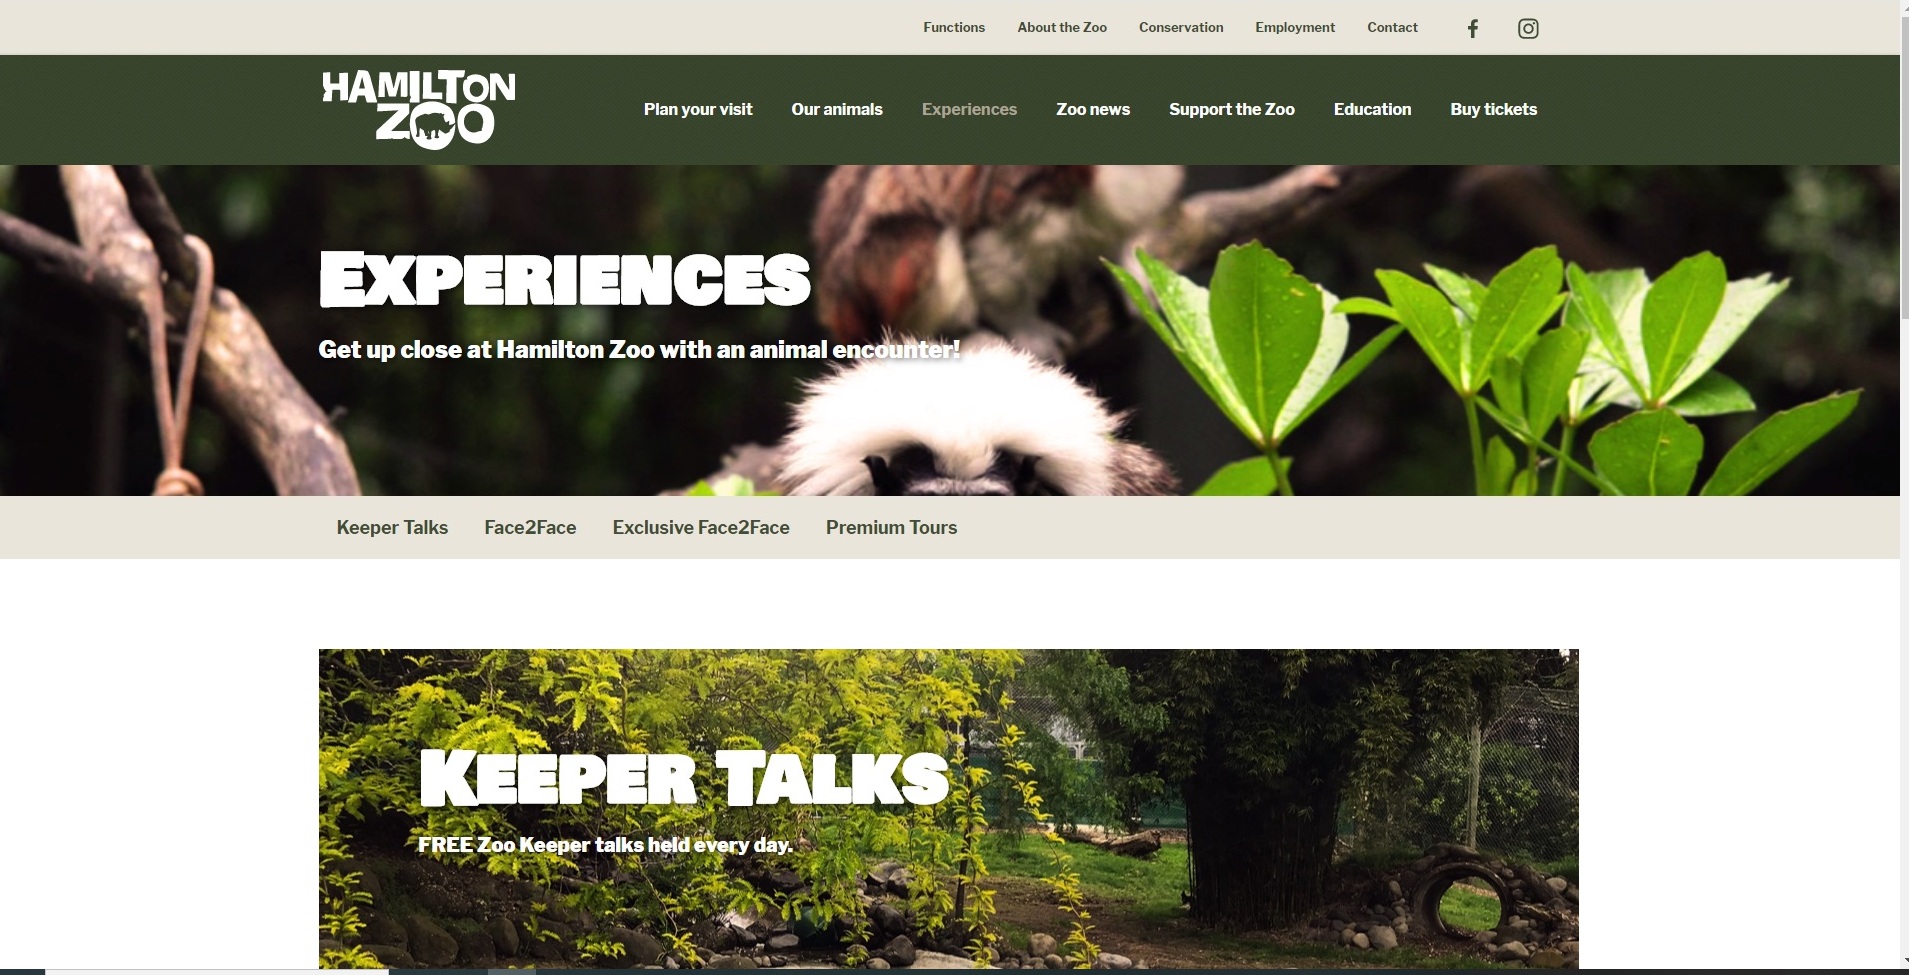 Functions About the Zoo Conservation Employment Contact
HAMILTON
ZOO
Plan your visit Our animals Experiences Zoo news Support the Zoo Education Buy tickets
EXPERIENCES
Get up close at Hamilton Zoo with an animal encounter!
Keeper Talks Face2Face Exclusive Face2Face Premium Tours
KEEPER TALKS
FREE Zoo Keeper talks held every day.